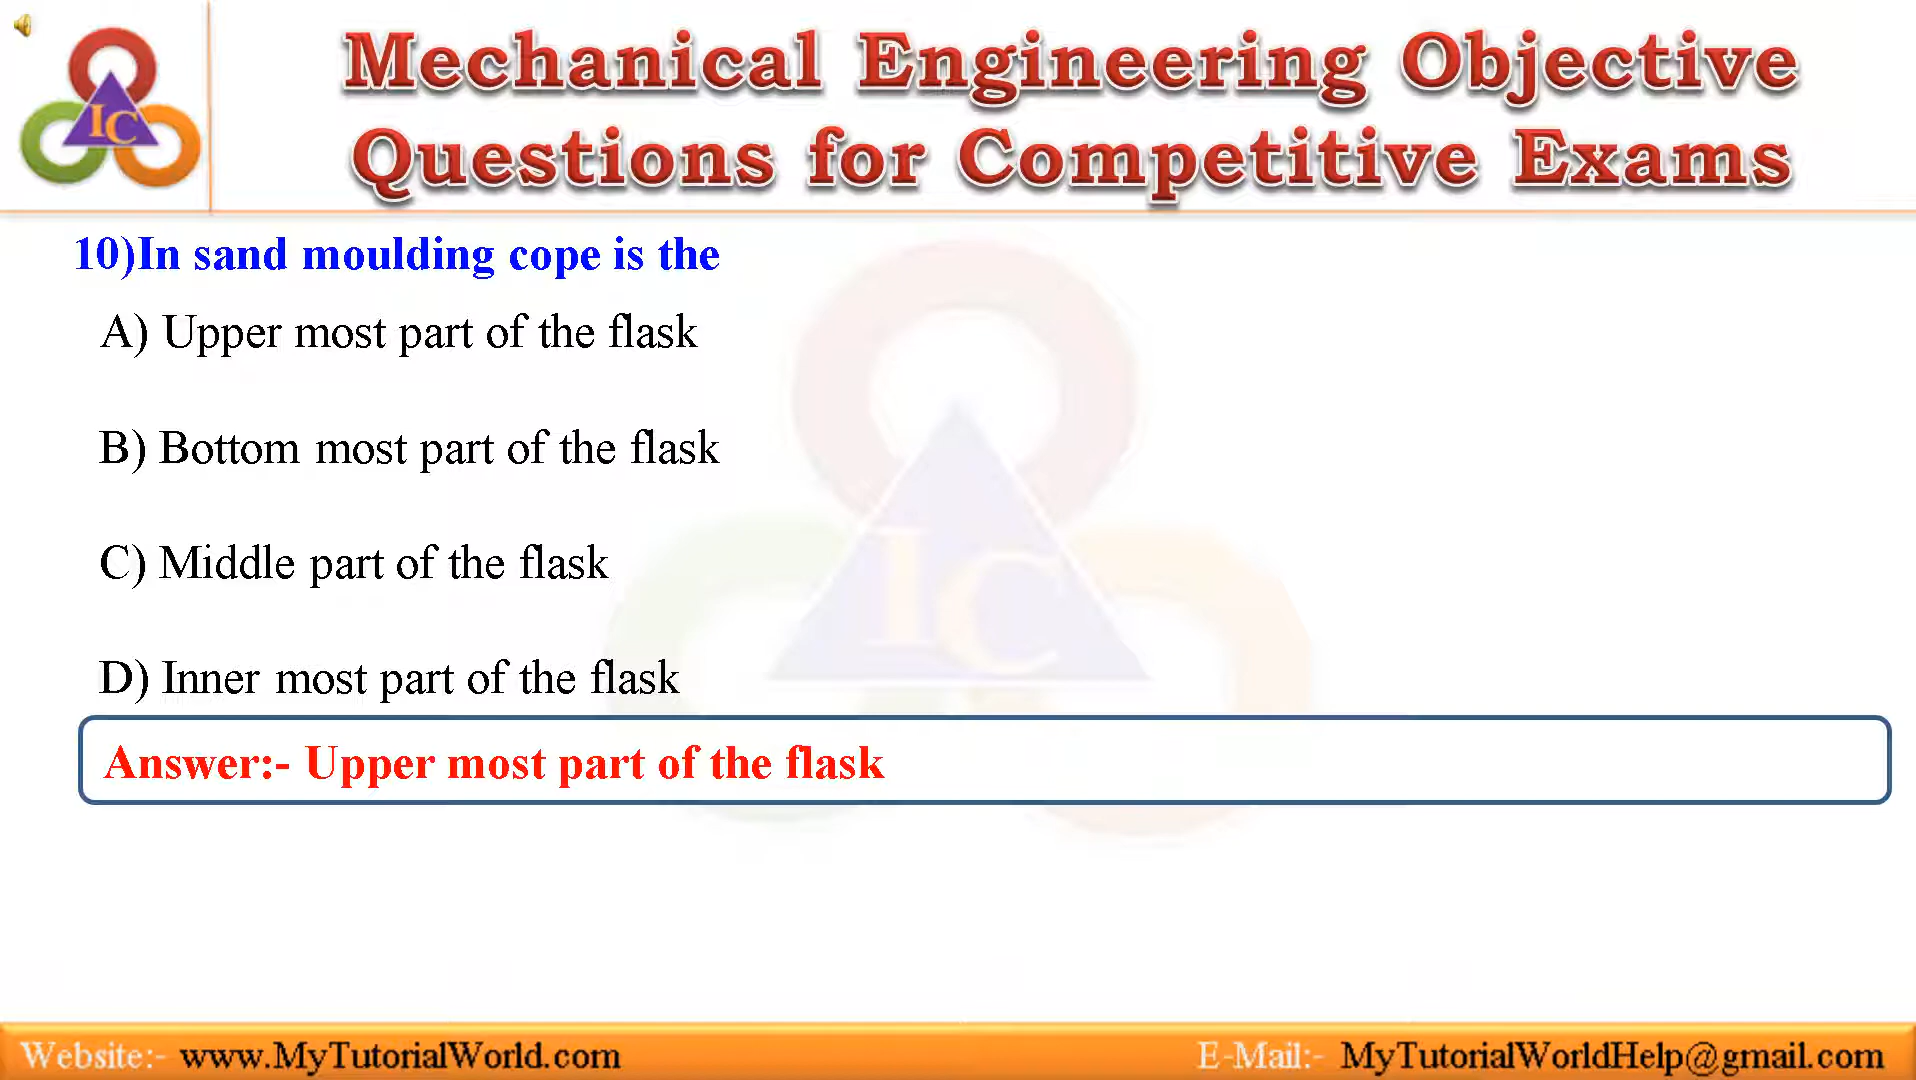 IC
Mechanical Engineering Objective
Questions for Competitive Exams
10)In sand moulding cope is the
A) Upper most part of the flask
B) Bottom most part of the flask
C) Middle part of the flask
D) Inner most part of the flask
IC
Answer:- Upper most part of the flask
Website:- www.MyTutorialWorld.com
E-Mail:- MyTutorialWorldHelp@gmail.com